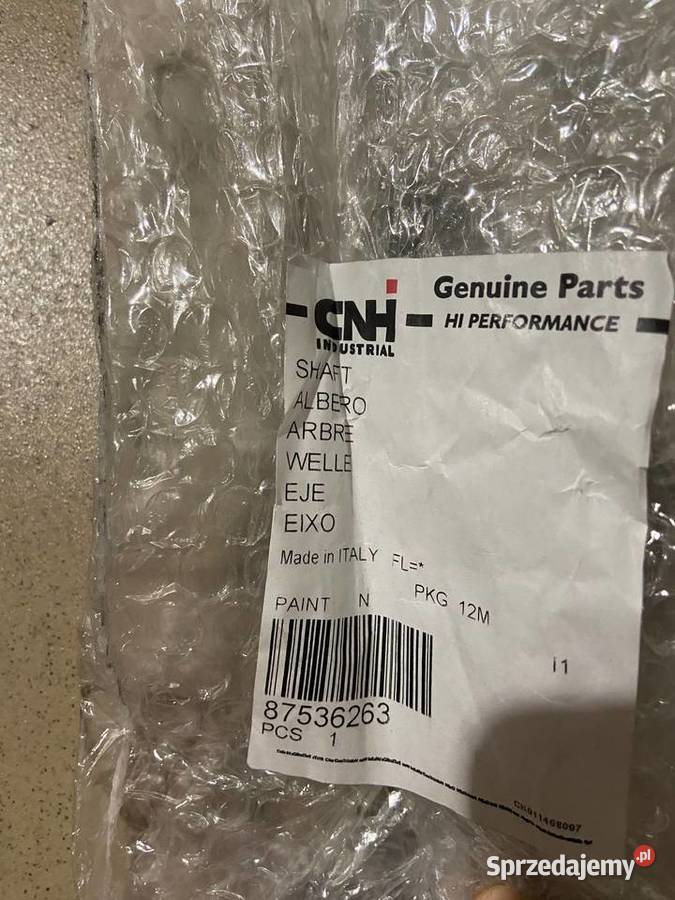 CNH Genuine Parts
INDUSTRIAL HI PERFORMANCE
SHAFT
ALBERO
ARBRE
WELLE
EJE
EIXO
Made in ITALY FL=*
PAINT N PKG 12M
i1
87536263
PCS 1
Sprzedajemy.pl